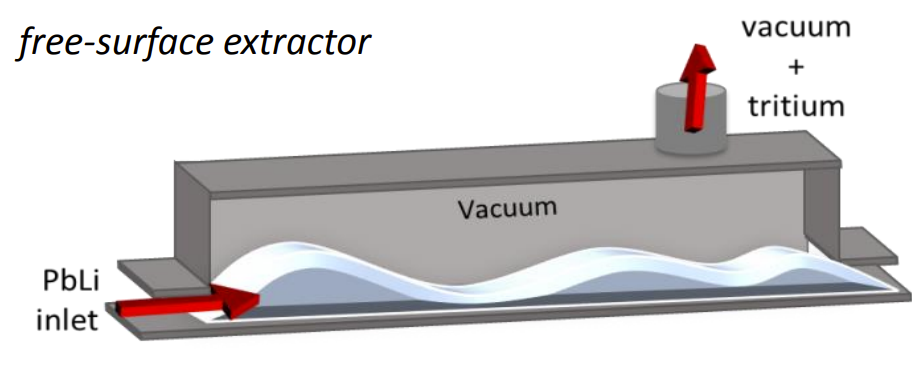 free-surface extractor
vacuum
+
tritium
Vacuum
PbLi
inlet